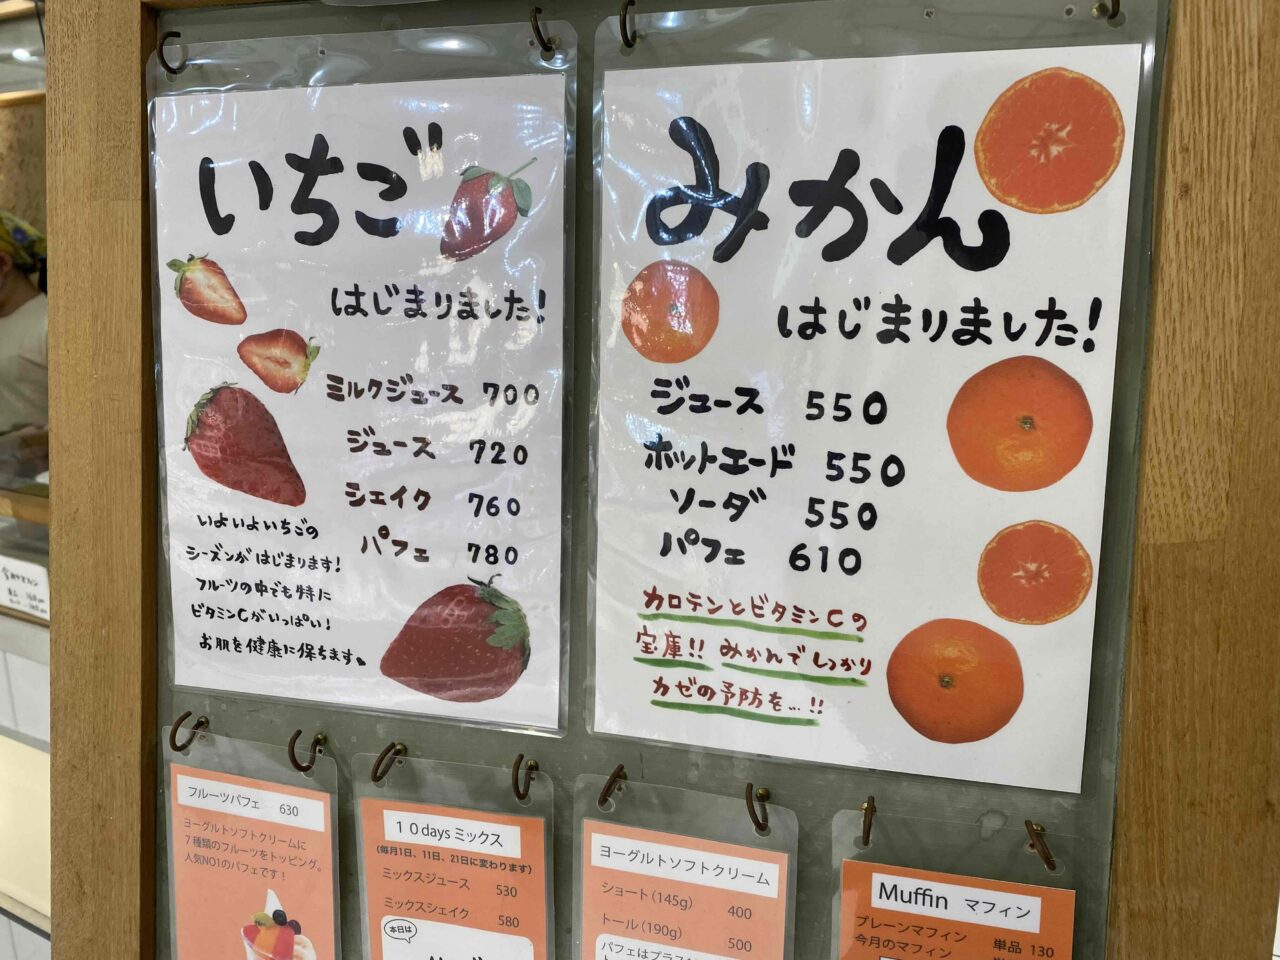 いちご
はじまりました!
ミルクジュース 700
ジュース 720
シェイク 760
パフェ 780
いよいよいちごの
シーズンがはじまります!
フルーツの中でも特に
ビタミンCがいっぱい!
お肌を健康に保ちます
みかん
はじまりました!
ジュース 550
ホットエード 550
ソーダ 550
パフェ 610
カロテンとビタミンCの
宝庫!! みかんでしっかり
カゼの予防を…!!
フルーツパフェ 630
ヨーグルトソフトクリームに
7種類のフルーツをトッピング。
人気NO1のパフェです!
10daysミックス
(毎月1日、11日、21日に変わります)
ミックスジュース 530
ミックスシェイク 580
本日は
ヨーグルトソフトクリーム
ショート(145g) 400
トール(190g) 500
Muffin マフィン
プレーンマフィン
今月のマフィン 単品 130